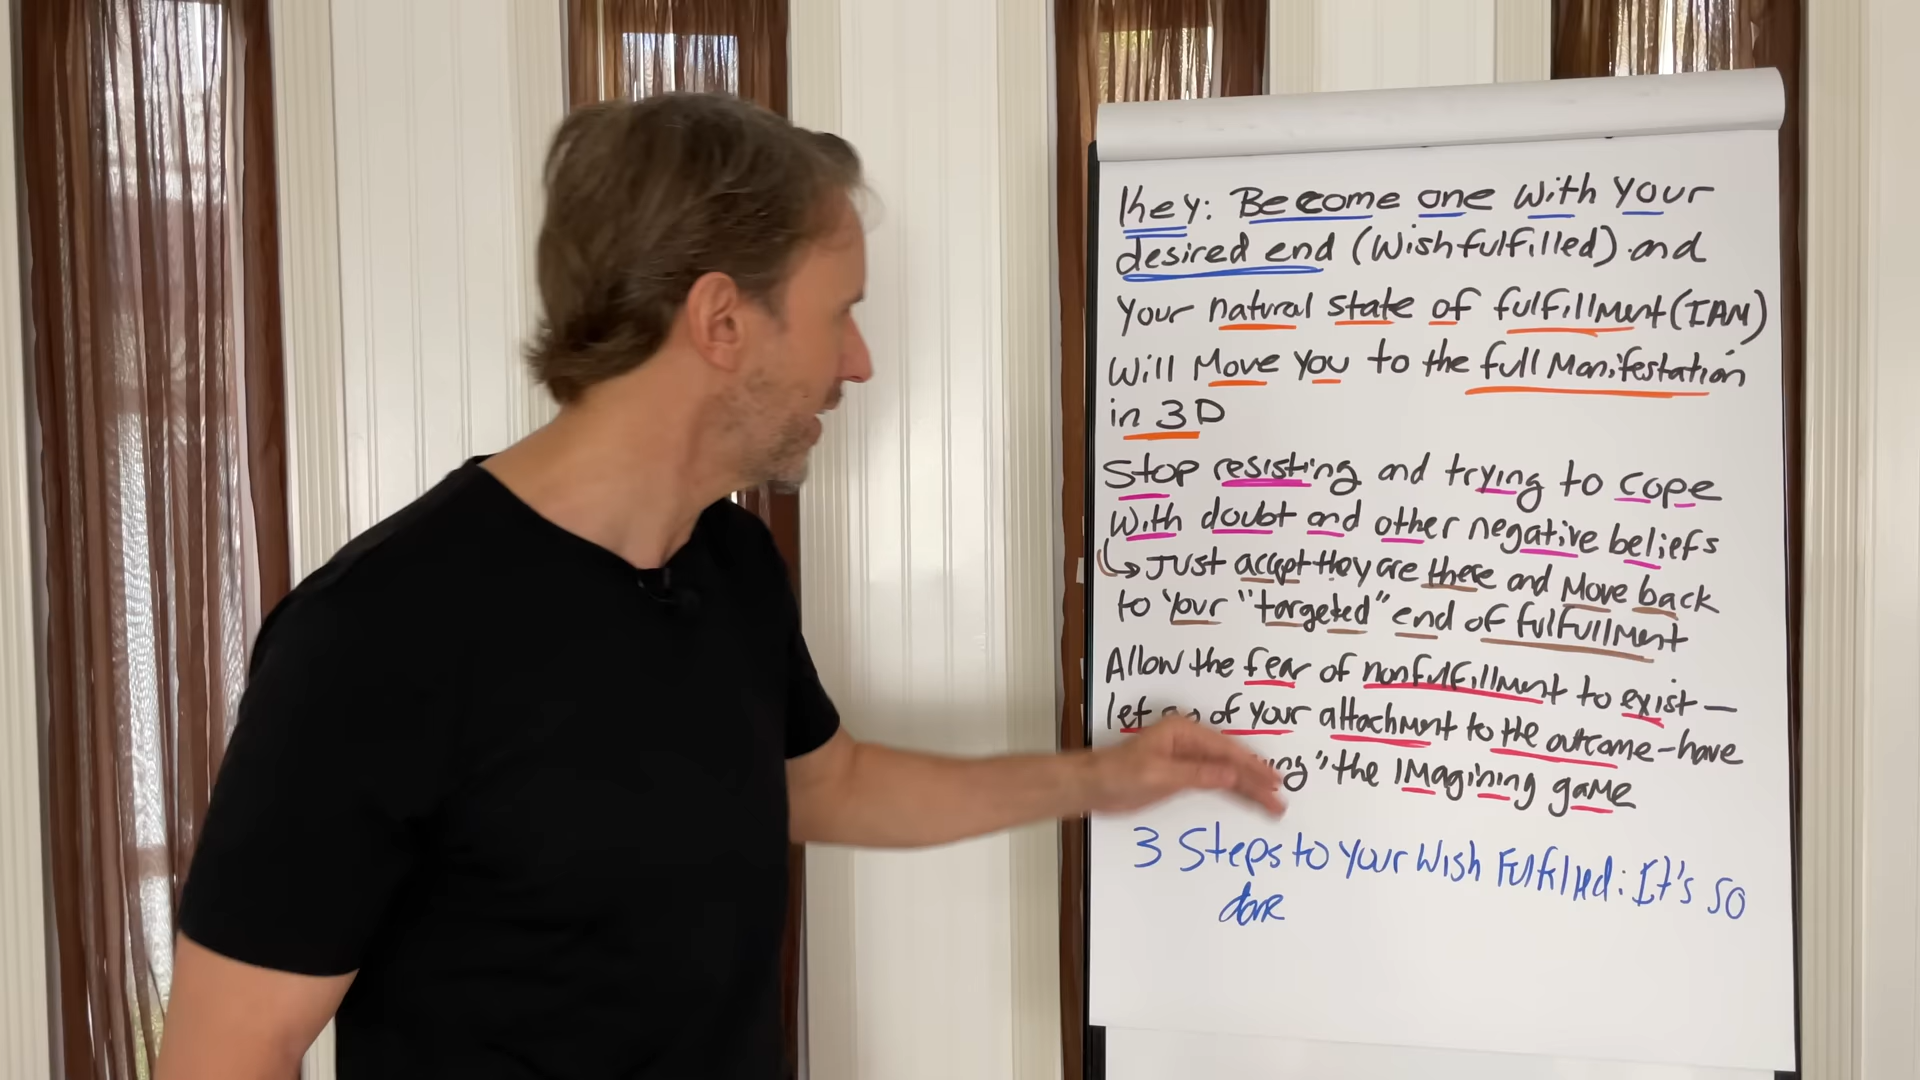 Key: Become one with your
desired end (wish fulfilled) and
Your natural state of fulfillment (I AM)
Will Move You to the full Manifestation
in 3D
Stop resisting and trying to cope
With doubt and other negative beliefs
Just accept they are there and Move back
to Your "targeted" end of fulfullment
Allow the fear of nonfulfillment to exist—
let of your attachment to the outcome–have
the IMagining game
3 Steps to Your Wish Fulfilled: It's so
done